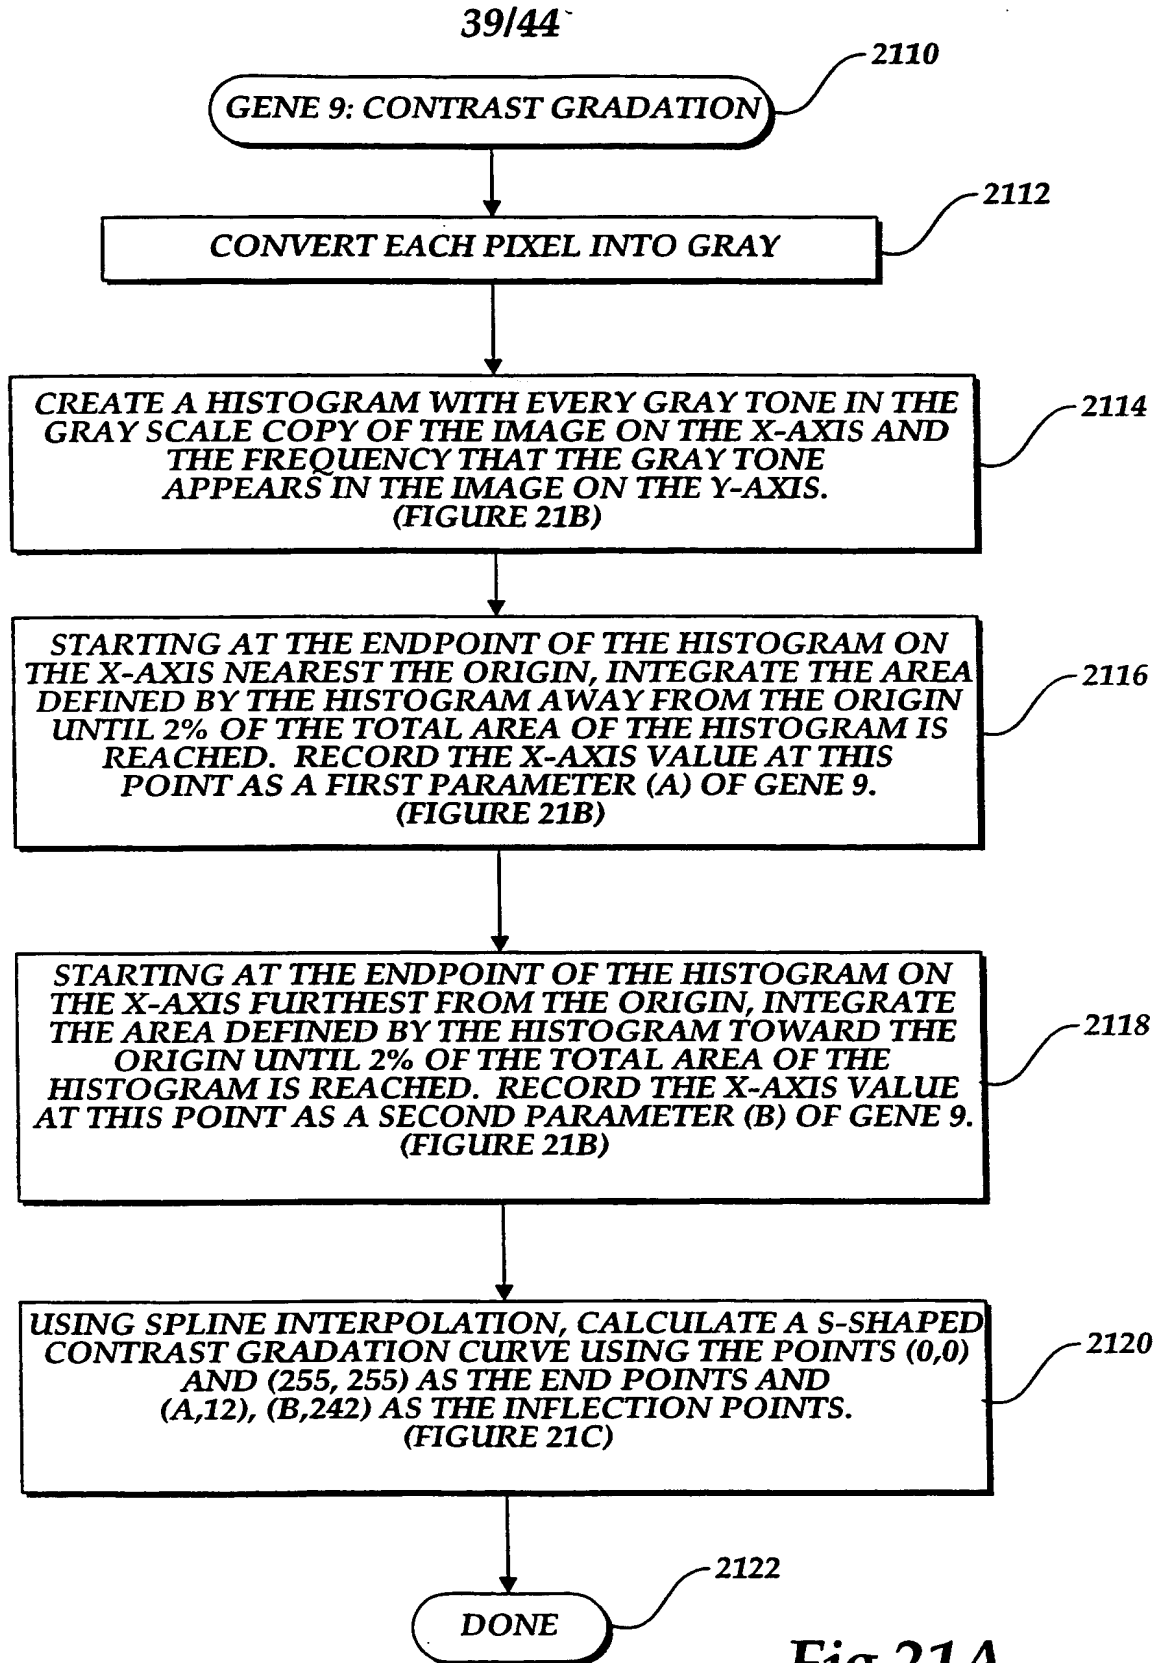 39/44
2110
GENE 9: CONTRAST GRADATION
2112
CONVERT EACH PIXEL INTO GRAY
2114
CREATE A HISTOGRAM WITH EVERY GRAY TONE IN THE
GRAY SCALE COPY OF THE IMAGE ON THE X-AXIS AND
THE FREQUENCY THAT THE GRAY TONE
APPEARS IN THE IMAGE ON THE Y-AXIS.
(FIGURE 21B)
2116
STARTING AT THE ENDPOINT OF THE HISTOGRAM ON
THE X-AXIS NEAREST THE ORIGIN, INTEGRATE THE AREA
DEFINED BY THE HISTOGRAM AWAY FROM THE ORIGIN
UNTIL 2% OF THE TOTAL AREA OF THE HISTOGRAM IS
REACHED. RECORD THE X-AXIS VALUE AT THIS
POINT AS A FIRST PARAMETER (A) OF GENE 9.
(FIGURE 21B)
2118
STARTING AT THE ENDPOINT OF THE HISTOGRAM ON
THE X-AXIS FURTHEST FROM THE ORIGIN, INTEGRATE
THE AREA DEFINED BY THE HISTOGRAM TOWARD THE
ORIGIN UNTIL 2% OF THE TOTAL AREA OF THE
HISTOGRAM IS REACHED. RECORD THE X-AXIS VALUE
AT THIS POINT AS A SECOND PARAMETER (B) OF GENE 9.
(FIGURE 21B)
2120
USING SPLINE INTERPOLATION, CALCULATE A S-SHAPED
CONTRAST GRADATION CURVE USING THE POINTS (0,0)
AND (255, 255) AS THE END POINTS AND
(A,12), (B,242) AS THE INFLECTION POINTS.
(FIGURE 21C)
2122
DONE
Fig.21A